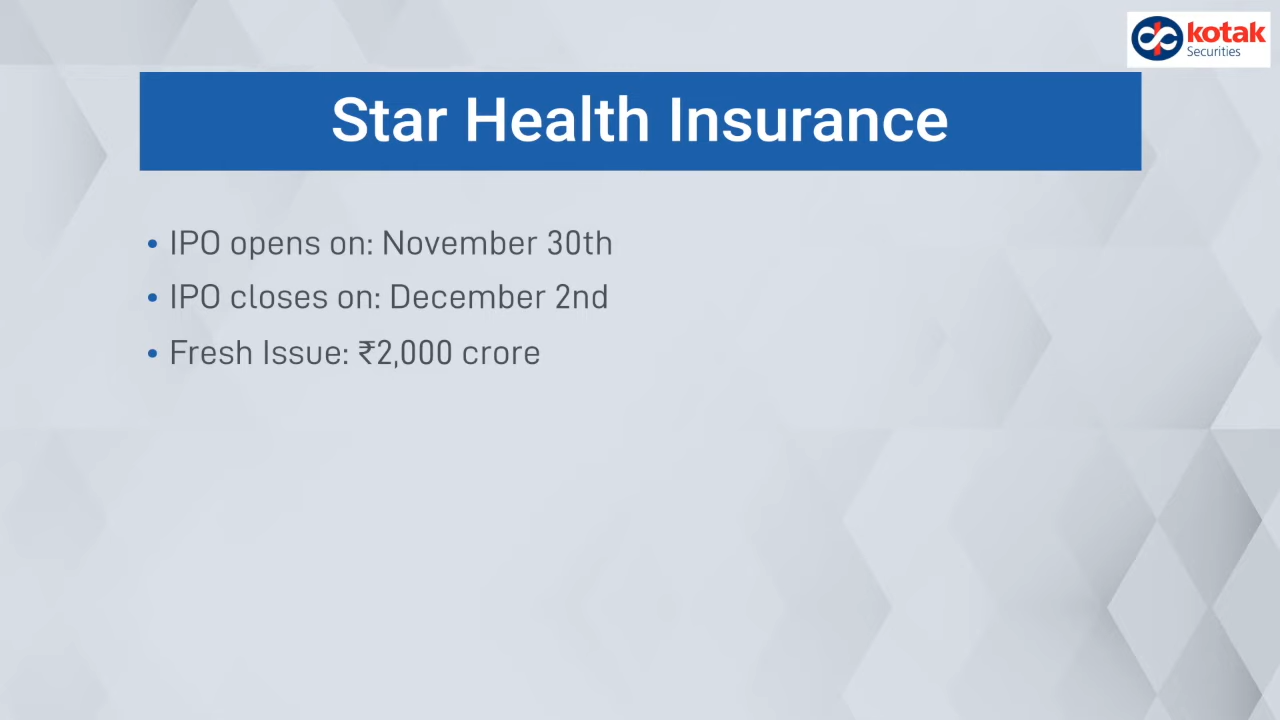 kotak
Securities
Star Health Insurance
• IPO opens on: November 30th
• IPO closes on: December 2nd
• Fresh Issue: ₹2,000 crore